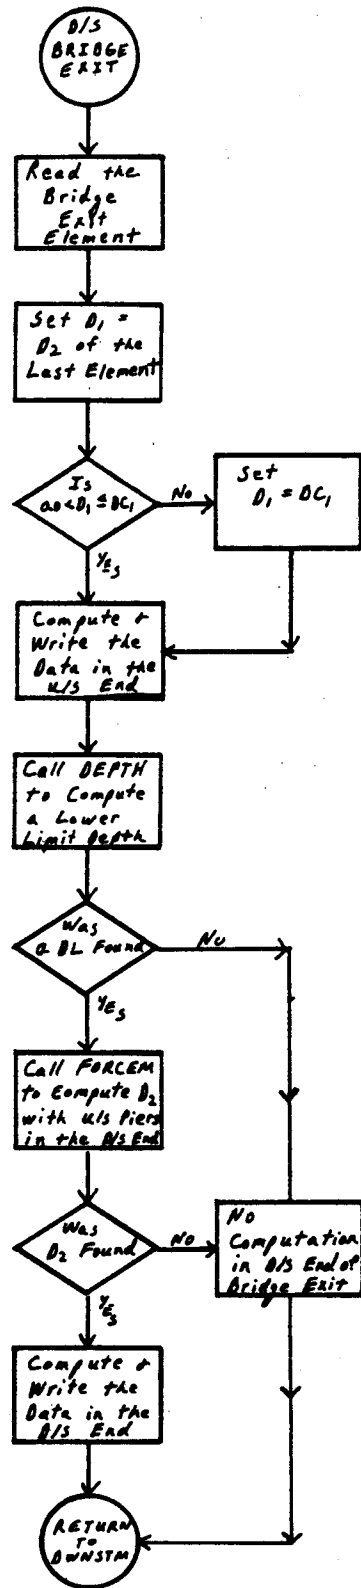 D/S
BRIDGE
EXIT
Read the
Bridge
Exit
Element
Set D₁ =
D₂ of the
Last Element
Is
0.0 < D₁ ≤ DC₁
No
Set
D₁ = DC₁
Yes
Compute +
Write the
Data in the
U/S End
Call DEPTH
to Compute
a Lower
Limit Depth
Was
a DL Found
No
Yes
Call FORCEM
to Compute D₂
with U/S Piers
in the D/S End
Was
D₂ Found
No
No
Computation
in D/S End of
Bridge Exit
Yes
Compute +
Write the
Data in the
D/S End
RETURN
TO
DWNSTM